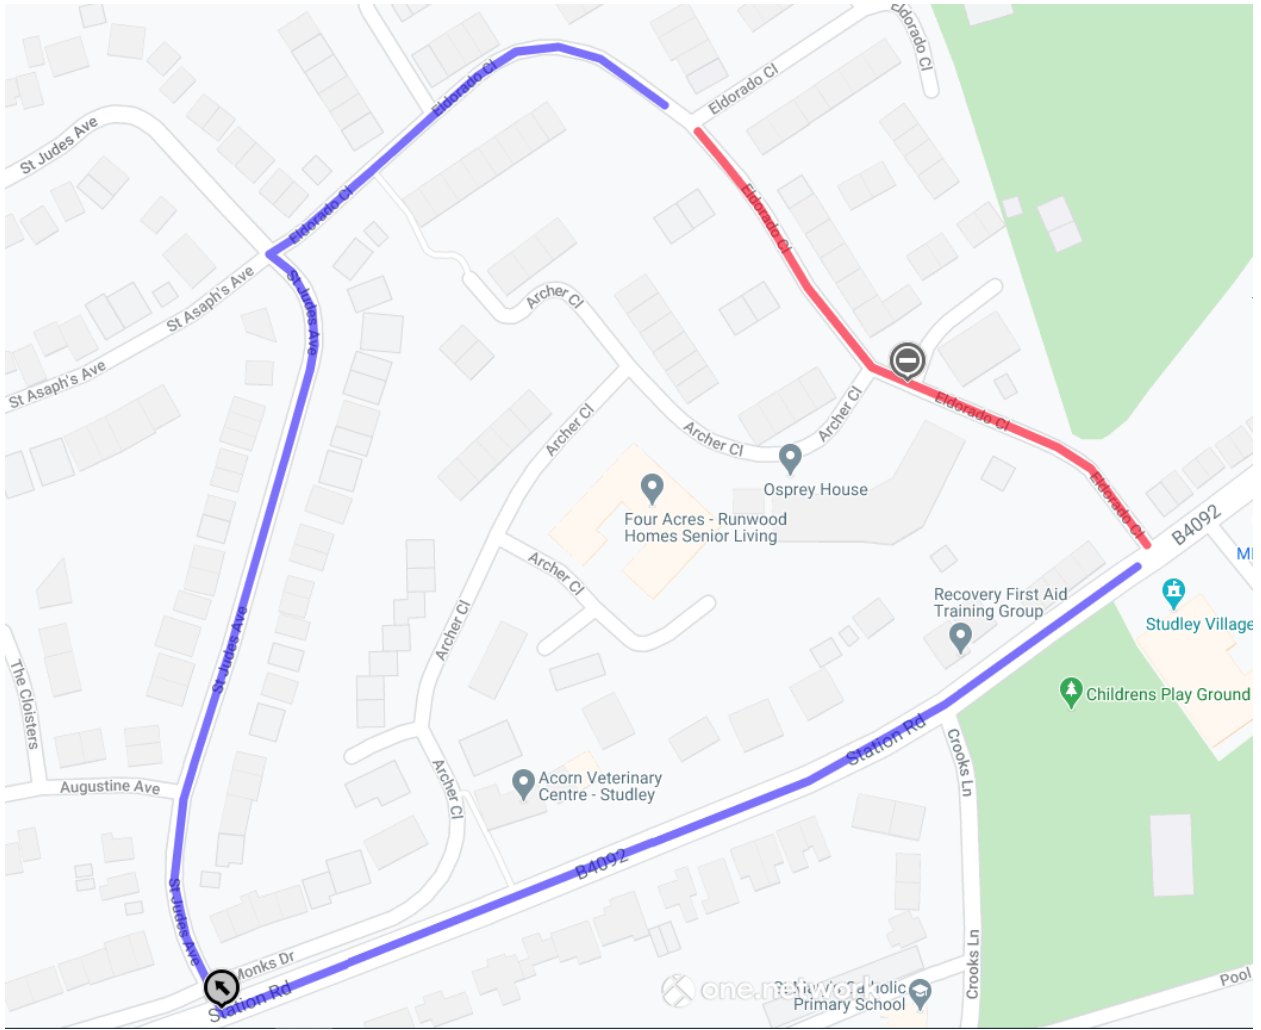 Eldorado Cl
Eldorado Cl
Eldorado Cl
St Judes Ave
Eldorado Cl
Eldorado Cl
St Judes Ave
St Asaph's Ave
Archer Cl
St Asaph's Ave
Archer Cl
Archer Cl
Archer Cl
Eldorado Cl
Osprey House
Eldorado Cl
Four Acres - Runwood
Homes Senior Living
B4092
Archer Cl
Recovery First Aid
Training Group
Studley Village
Archer Cl
St Judes Ave
The Cloisters
Childrens Play Ground
Station Rd
Crooks Ln
Augustine Ave
Archer Cl
Acorn Veterinary
Centre - Studley
B4092
St Judes Ave
Monks Dr
Crooks Ln
Station Rd
one.network
Catholic
Primary School
Pool